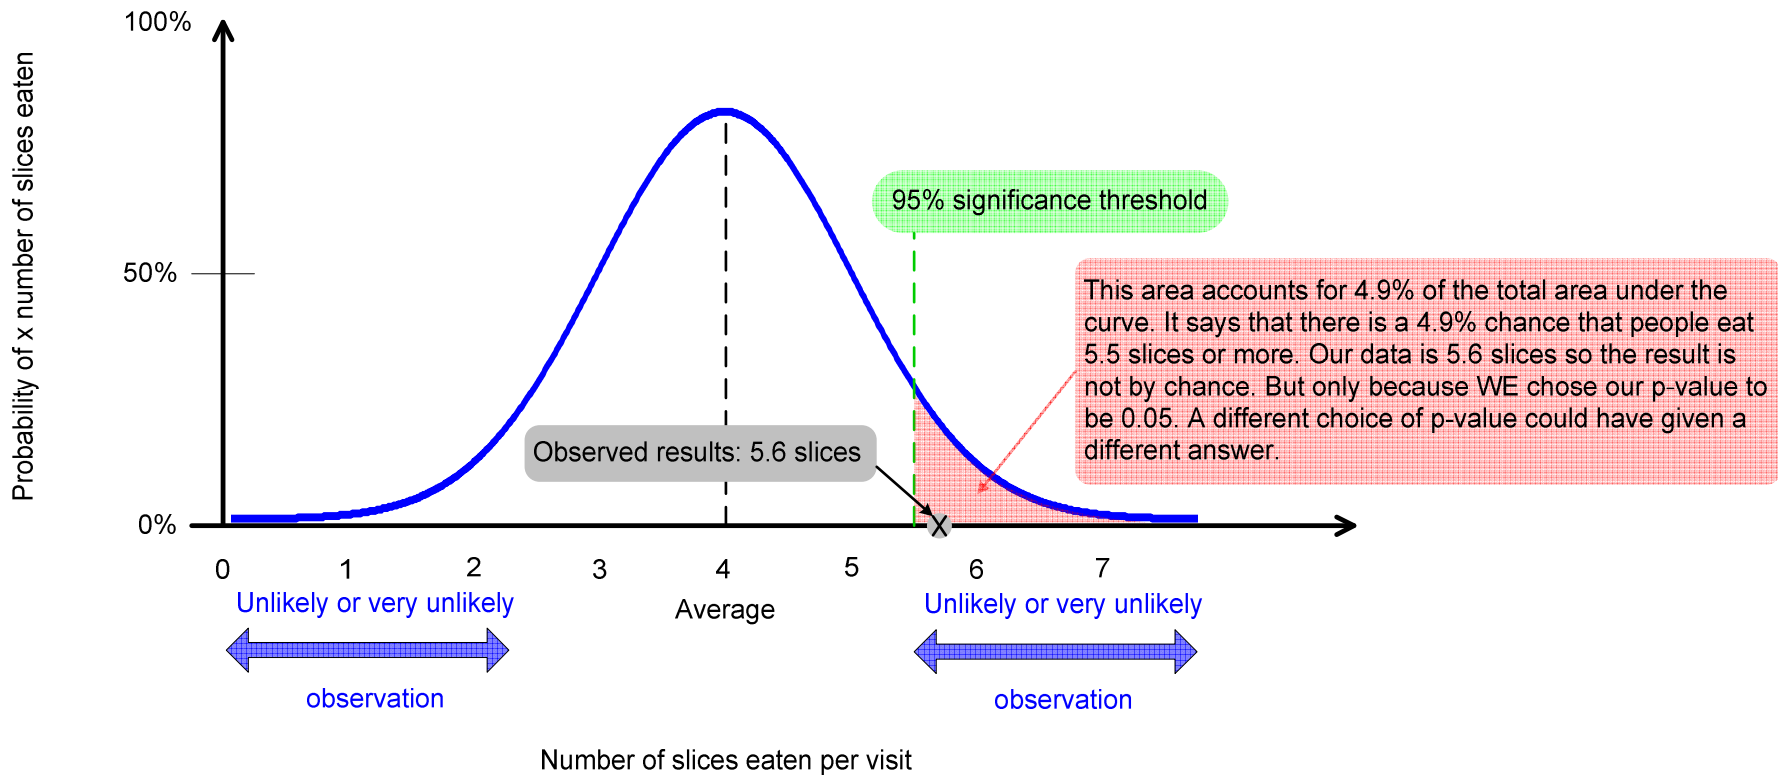 100%
Probability of x number of slices eaten
95% significance threshold
50%
This area accounts for 4.9% of the total area under the
curve. It says that there is a 4.9% chance that people eat
5.5 slices or more. Our data is 5.6 slices so the result is
not by chance. But only because WE chose our p-value to
be 0.05. A different choice of p-value could have given a
different answer.
Observed results: 5.6 slices
X
0%
0 1 2 3 4 5 6 7
Unlikely or very unlikely
Average
Unlikely or very unlikely
observation
observation
Number of slices eaten per visit